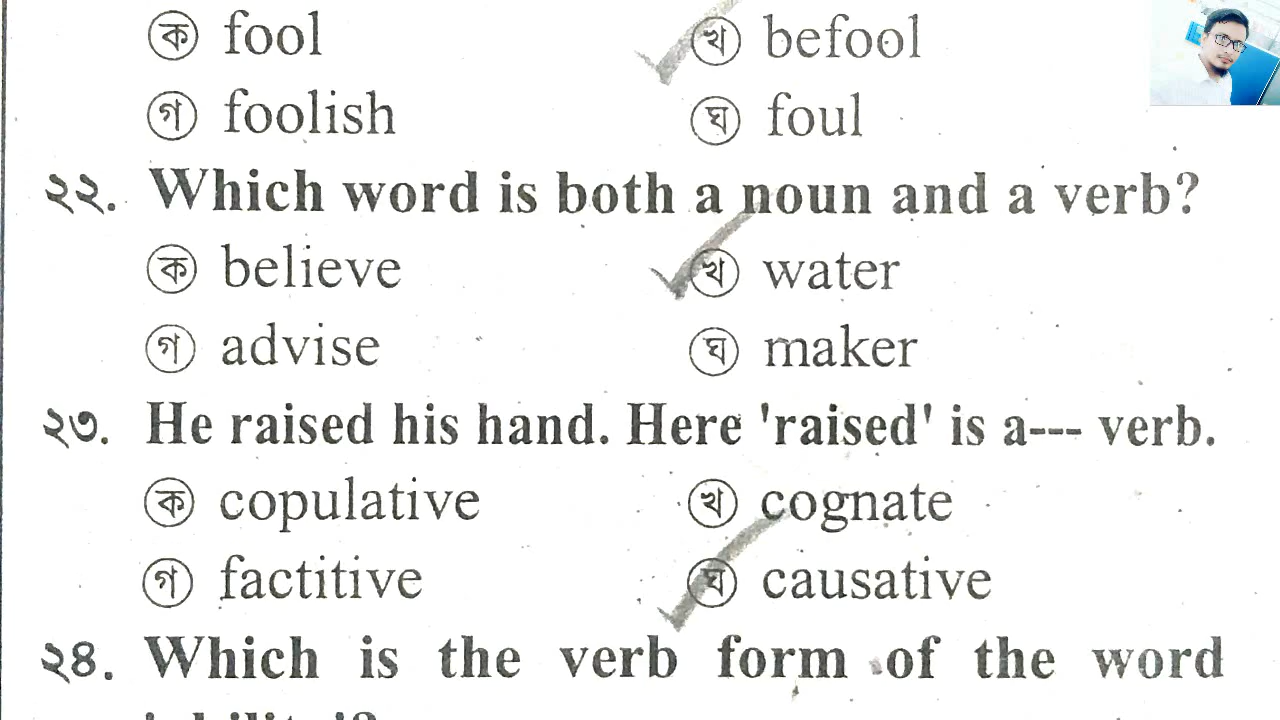 ক fool খ befool
গ foolish ঘ foul
২২. Which word is both a noun and a verb?
ক believe খ water
গ advise ঘ maker
২৩. He raised his hand. Here 'raised' is a--- verb.
ক copulative খ cognate
গ factitive ঘ causative
২৪. Which is the verb form of the word